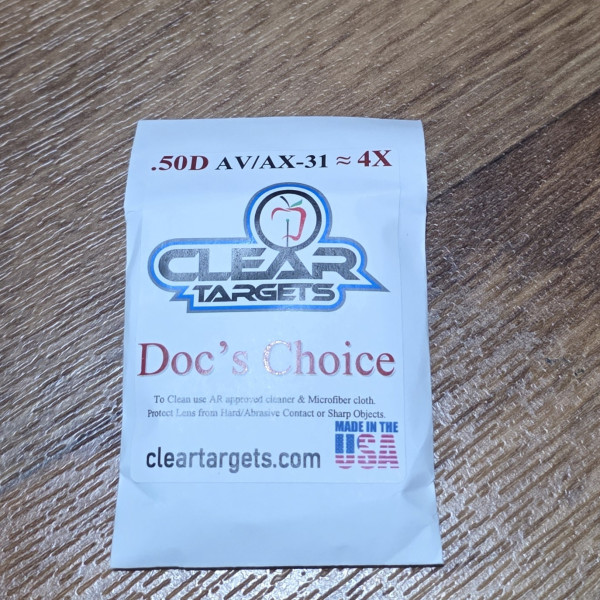 .50D AV/AX-31 ≈ 4X
CLEAR
TARGETS
Doc's Choice
To Clean use AR approved cleaner & Microfiber cloth.
Protect Lens from Hard/Abrasive Contact or Sharp Objects.
MADE IN THE
USA
cleartargets.com